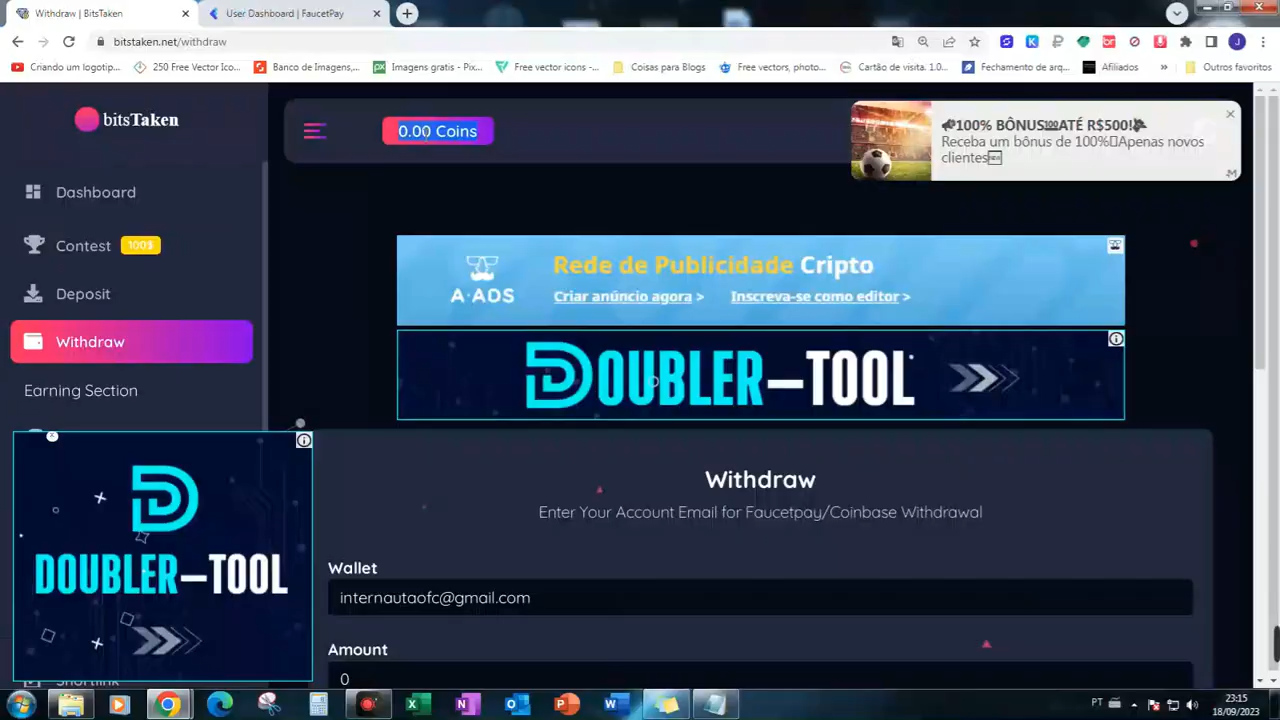 Withdraw | BitsTaken
User Dashboard | FaucetPay
bitstaken.net/withdraw
Criando um logotip...
250 Free Vector Ico...
Banco de Imagens,...
Imagens gratis - Pix...
Free vector icons -...
Coisas para Blogs
Free vectors, photo...
Cartão de visita. 1.0...
Fechamento de arq...
Afiliados
»
Outros favoritos
bitsTaken
0.00 Coins
100% BÔNUS💯ATÉ R$500!
Receba um bônus de 100% Apenas novos
clientes
Dashboard
Contest 100$
Deposit
Withdraw
Earning Section
Rede de Publicidade Cripto
A-ADS
Criar anúncio agora >
Inscreva-se como editor >
DOUBLER-TOOL
Withdraw
Enter Your Account Email for Faucetpay/Coinbase Withdrawal
Wallet
internautaofc@gmail.com
Amount
0
DOUBLER-TOOL
Shortlink
PT
23:15
18/09/2023